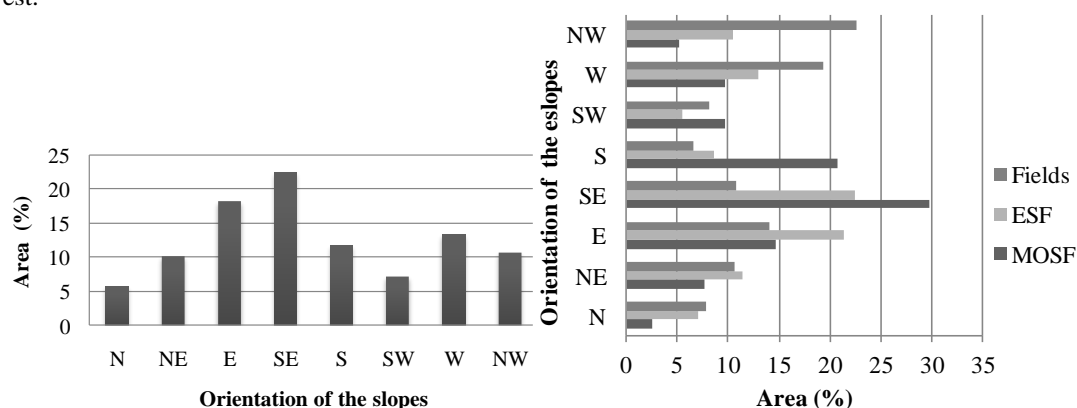 est.
25
20
15
10
5
0
Area (%)
N NE E SE S SW W NW
Orientation of the slopes
Orientation of the eslopes
NW
W
SW
S
SE
E
NE
N
0 5 10 15 20 25 30 35
Area (%)
Fields
ESF
MOSF